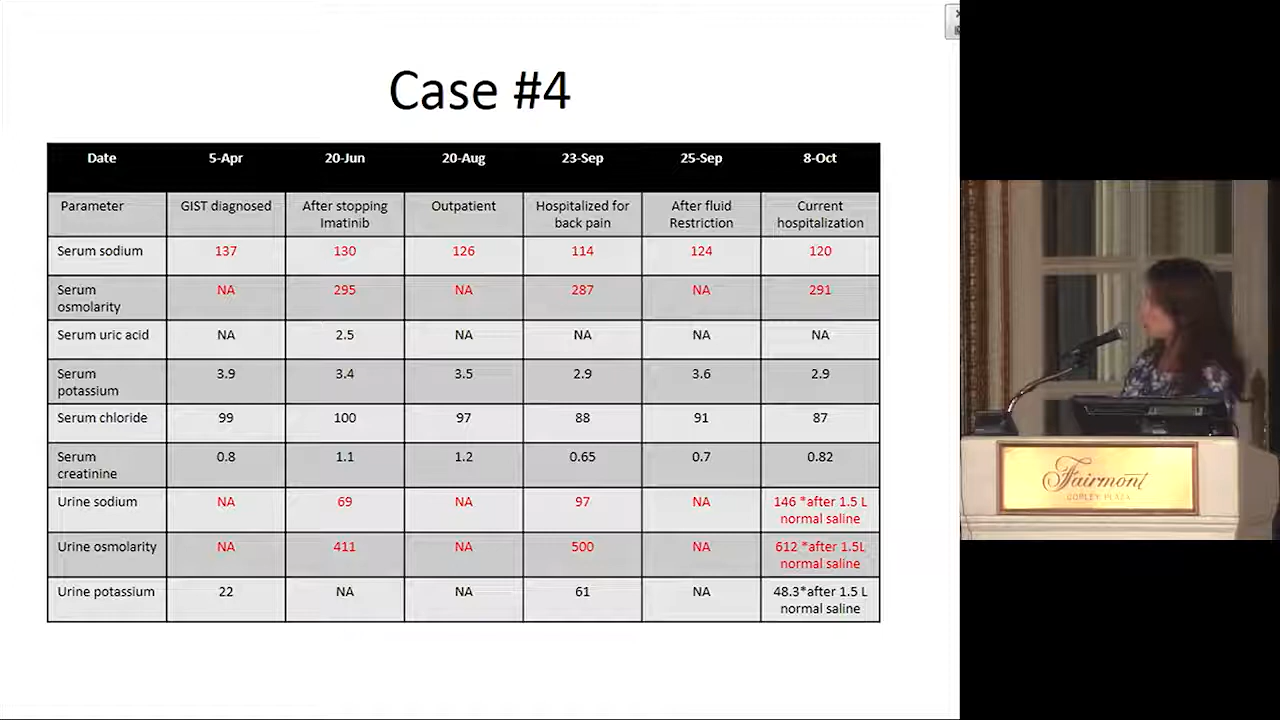 Case #4
Date 5-Apr 20-Jun 20-Aug 23-Sep 25-Sep 8-Oct
Parameter GIST diagnosed After stopping Imatinib Outpatient Hospitalized for back pain After fluid Restriction Current hospitalization
Serum sodium 137 130 126 114 124 120
Serum osmolarity NA 295 NA 287 NA 291
Serum uric acid NA 2.5 NA NA NA NA
Serum potassium 3.9 3.4 3.5 2.9 3.6 2.9
Serum chloride 99 100 97 88 91 87
Serum creatinine 0.8 1.1 1.2 0.65 0.7 0.82
Urine sodium NA 69 NA 97 NA 146 *after 1.5 L normal saline
Urine osmolarity NA 411 NA 500 NA 612 *after 1.5L normal saline
Urine potassium 22 NA NA 61 NA 48.3*after 1.5 L normal saline
Fairmont
COPLEY PLAZA